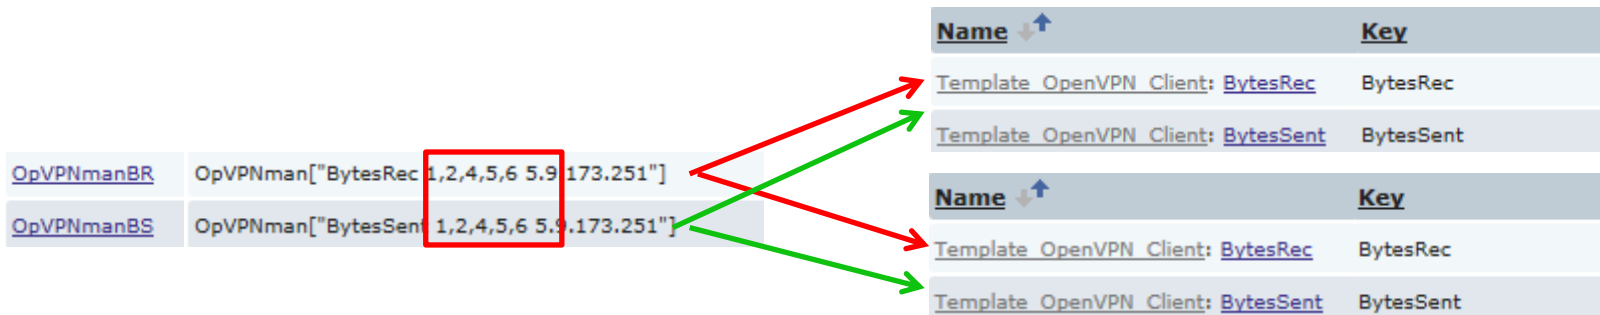 OpVPNmanBR OpVPNman["BytesRec 1,2,4,5,6 5.9.173.251"]
OpVPNmanBS OpVPNman["BytesSent 1,2,4,5,6 5.9.173.251"]
Name Key
Template_OpenVPN_Client: BytesRec BytesRec
Template_OpenVPN_Client: BytesSent BytesSent
Name Key
Template_OpenVPN_Client: BytesRec BytesRec
Template_OpenVPN_Client: BytesSent BytesSent